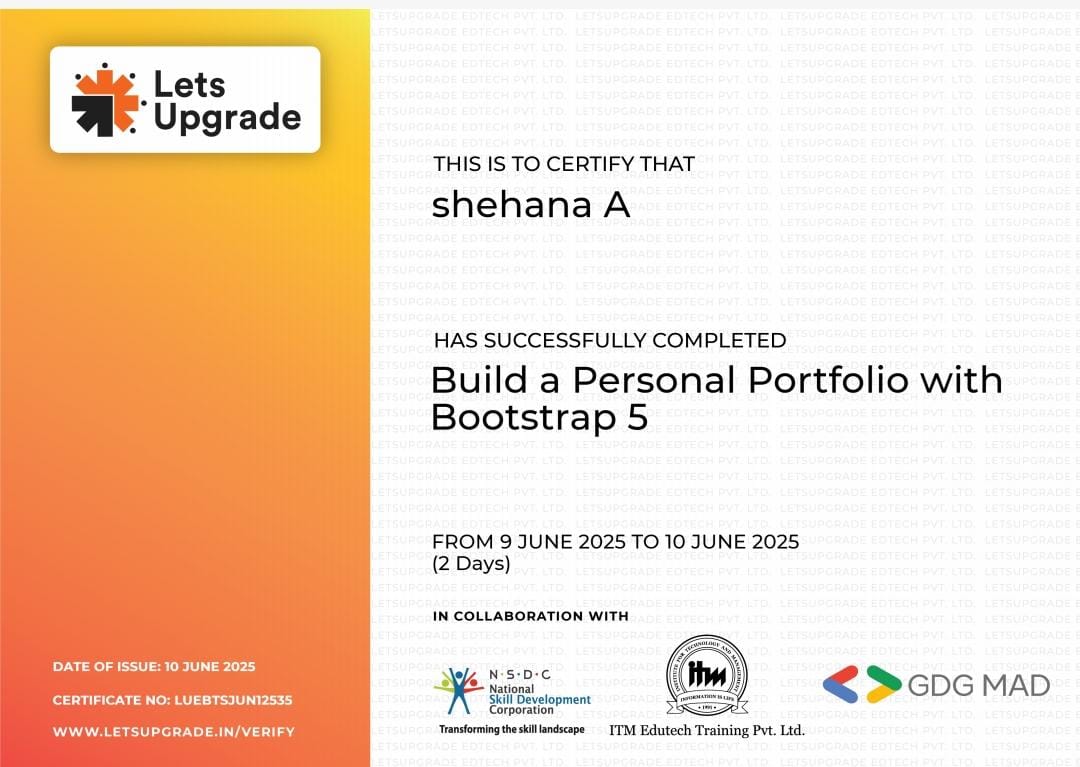 Lets
Upgrade
THIS IS TO CERTIFY THAT
shehana A
HAS SUCCESSFULLY COMPLETED
Build a Personal Portfolio with
Bootstrap 5
FROM 9 JUNE 2025 TO 10 JUNE 2025
(2 Days)
IN COLLABORATION WITH
N·S·D·C
National
Skill Development
Corporation
Transforming the skill landscape
INSTITUTE FOR TECHNOLOGY AND MANAGEMENT
itm
INFORMATION IS LIFE
• 1991 •
ITM Edutech Training Pvt. Ltd.
GDG MAD
DATE OF ISSUE: 10 JUNE 2025
CERTIFICATE NO: LUEBTSJUN12535
WWW.LETSUPGRADE.IN/VERIFY
LETSUPGRADE EDTECH PVT. LTD.